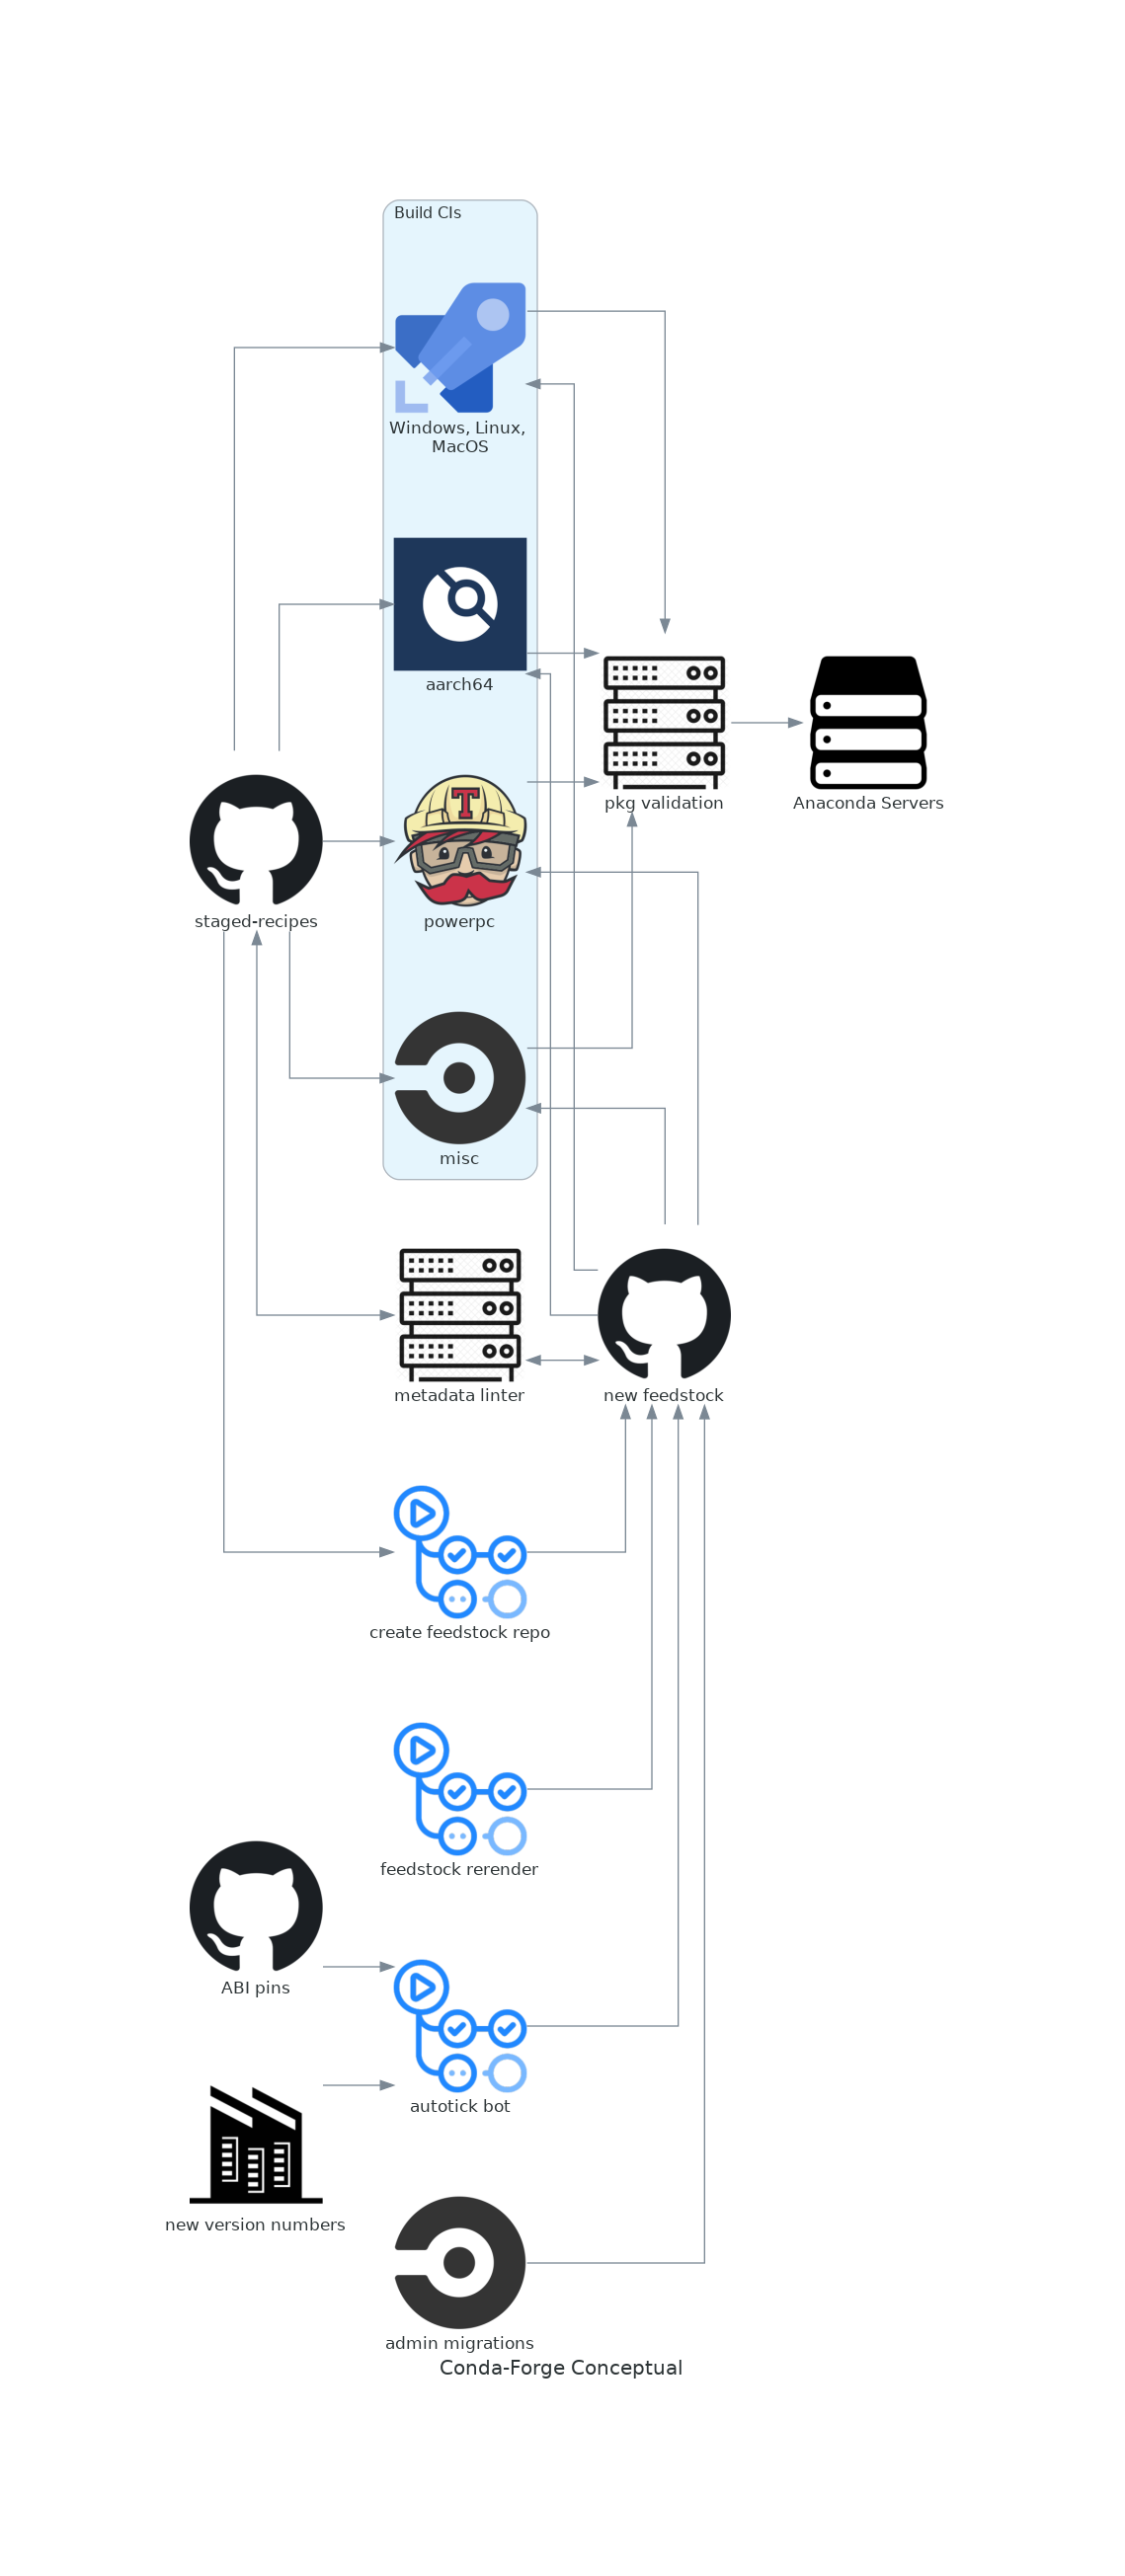 Build CIs
Windows, Linux,
MacOS
aarch64
pkg validation
Anaconda Servers
T
staged-recipes
powerpc
misc
metadata linter
new feedstock
create feedstock repo
feedstock rerender
ABI pins
autotick bot
new version numbers
admin migrations
Conda-Forge Conceptual